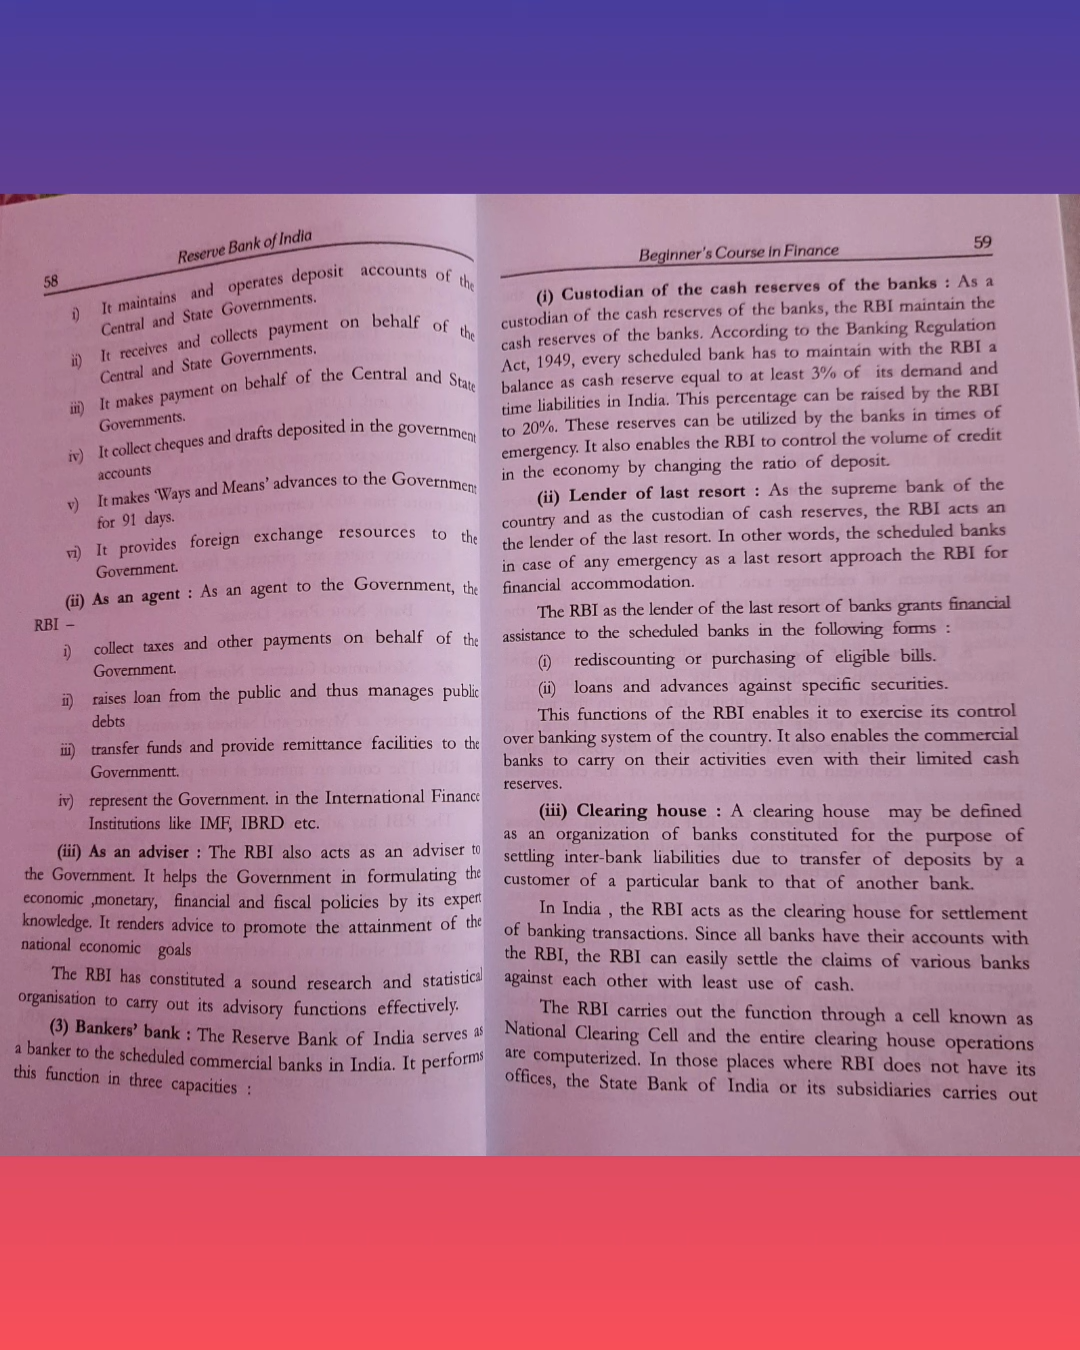 58
Reserve Bank of India
i) It maintains and operates deposit accounts of the
Central and State Governments.
ii) It receives and collects payment on behalf of the
Central and State Governments.
iii) It makes payment on behalf of the Central and State
Governments.
iv) It collect cheques and drafts deposited in the government
accounts
v) It makes 'Ways and Means' advances to the Government
for 91 days.
vi) It provides foreign exchange resources to the
Government.
(ii) As an agent : As an agent to the Government, the
RBI –
i) collect taxes and other payments on behalf of the
Government.
ii) raises loan from the public and thus manages public
debts
iii) transfer funds and provide remittance facilities to the
Governmentt.
iv) represent the Government. in the International Finance
Institutions like IMF, IBRD etc.
(iii) As an adviser : The RBI also acts as an adviser to
the Government. It helps the Government in formulating the
economic ,monetary, financial and fiscal policies by its expert
knowledge. It renders advice to promote the attainment of the
national economic goals
The RBI has constituted a sound research and statistical
organisation to carry out its advisory functions effectively.
(3) Bankers' bank : The Reserve Bank of India serves as
a banker to the scheduled commercial banks in India. It performs
this function in three capacities :
Beginner's Course in Finance
59
(i) Custodian of the cash reserves of the banks : As a
custodian of the cash reserves of the banks, the RBI maintain the
cash reserves of the banks. According to the Banking Regulation
Act, 1949, every scheduled bank has to maintain with the RBI a
balance as cash reserve equal to at least 3% of its demand and
time liabilities in India. This percentage can be raised by the RBI
to 20%. These reserves can be utilized by the banks in times of
emergency. It also enables the RBI to control the volume of credit
in the economy by changing the ratio of deposit.
(ii) Lender of last resort : As the supreme bank of the
country and as the custodian of cash reserves, the RBI acts an
the lender of the last resort. In other words, the scheduled banks
in case of any emergency as a last resort approach the RBI for
financial accommodation.
The RBI as the lender of the last resort of banks grants financial
assistance to the scheduled banks in the following forms :
(i) rediscounting or purchasing of eligible bills.
(ii) loans and advances against specific securities.
This functions of the RBI enables it to exercise its control
over banking system of the country. It also enables the commercial
banks to carry on their activities even with their limited cash
reserves.
(iii) Clearing house : A clearing house may be defined
as an organization of banks constituted for the purpose of
settling inter-bank liabilities due to transfer of deposits by a
customer of a particular bank to that of another bank.
In India , the RBI acts as the clearing house for settlement
of banking transactions. Since all banks have their accounts with
the RBI, the RBI can easily settle the claims of various banks
against each other with least use of cash.
The RBI carries out the function through a cell known as
National Clearing Cell and the entire clearing house operations
are computerized. In those places where RBI does not have its
offices, the State Bank of India or its subsidiaries carries out